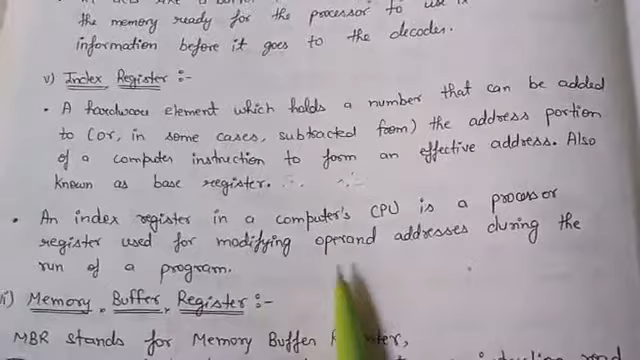 the memory ready for the processor to use
information before it goes to the decoder.
v) Index Register :-
• A hardware element which holds a number that can be added
to (or, in some cases, subtracted from) the address portion
of a computer instruction to form an effective address. Also
known as base register.
• An index register in a computer's CPU is a processor
register used for modifying operand addresses during the
run of a program.
Memory Buffer Register :-
MBR stands for Memory Buffer